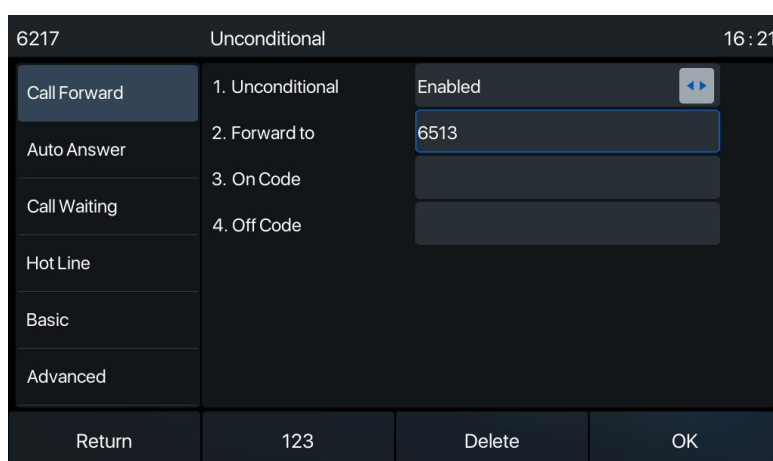 6217 Unconditional 16:21
Call Forward
Auto Answer
Call Waiting
Hot Line
Basic
Advanced
1. Unconditional Enabled
2. Forward to 6513
3. On Code
4. Off Code
Return 123 Delete OK